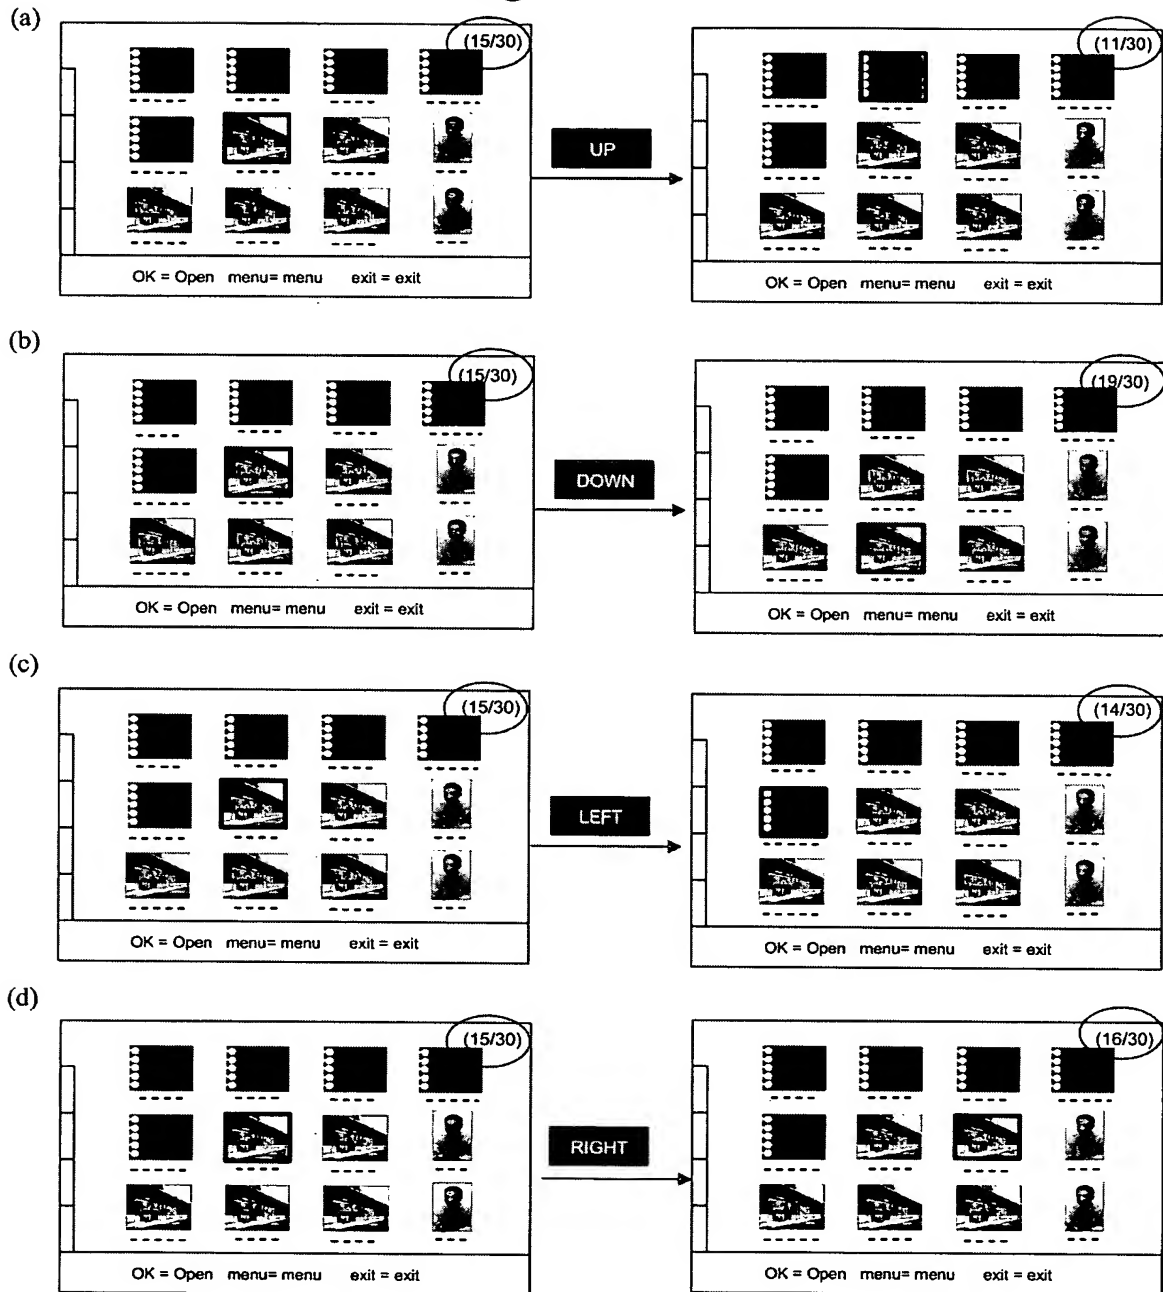 (a)
(15/30)
(11/30)
UP
OK = Open menu= menu exit = exit
OK = Open menu= menu exit = exit
(b)
(15/30)
(19/30)
DOWN
OK = Open menu= menu exit = exit
OK = Open menu= menu exit = exit
(c)
(15/30)
(14/30)
LEFT
OK = Open menu= menu exit = exit
OK = Open menu= menu exit = exit
(d)
(15/30)
(16/30)
RIGHT
OK = Open menu= menu exit = exit
OK = Open menu= menu exit = exit